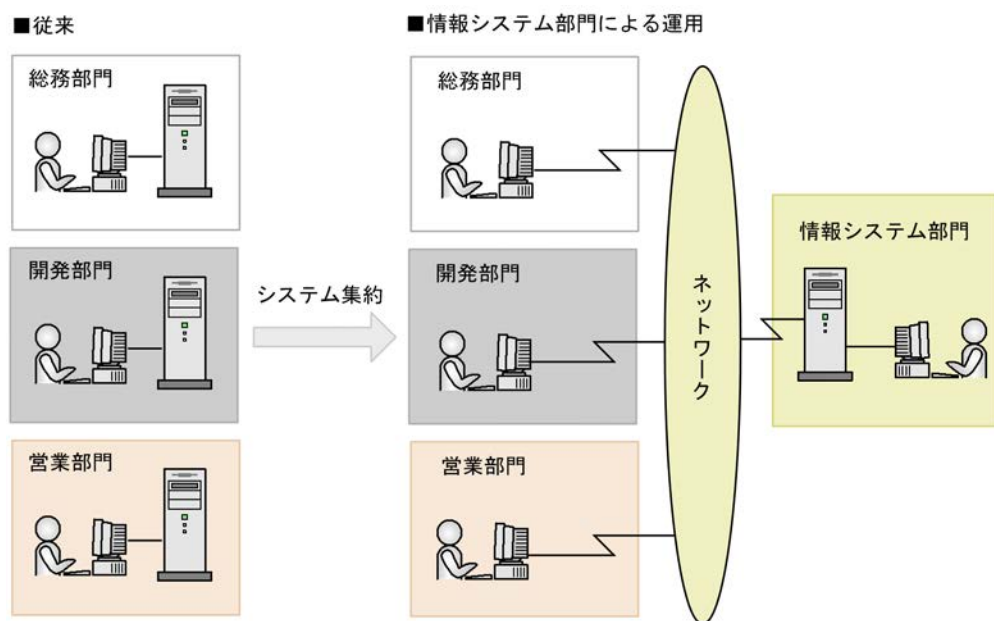 ■従来
総務部門
開発部門
営業部門
システム集約
■情報システム部門による運用
総務部門
開発部門
営業部門
ネットワーク
情報システム部門